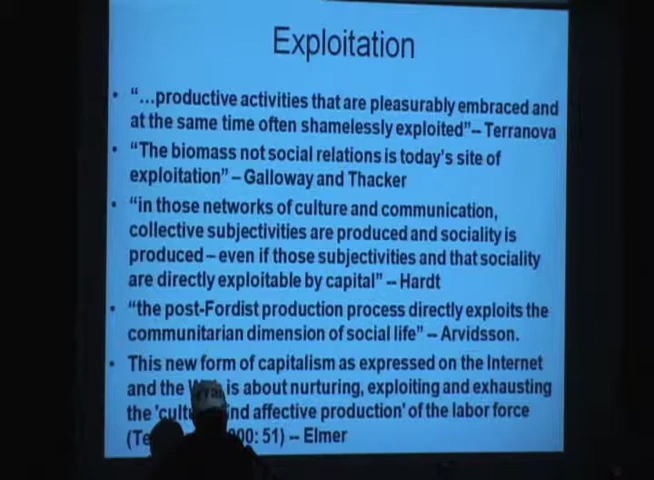 Exploitation
• “...productive activities that are pleasurably embraced and
at the same time often shamelessly exploited”– Terranova
• “The biomass not social relations is today's site of
exploitation” – Galloway and Thacker
• “in those networks of culture and communication,
collective subjectivities are produced and sociality is
produced – even if those subjectivities and that sociality
are directly exploitable by capital” – Hardt
• “the post-Fordist production process directly exploits the
communitarian dimension of social life” – Arvidsson.
• This new form of capitalism as expressed on the Internet
and the is about nurturing, exploiting and exhausting
the affective production' of the labor force
51) – Elmer